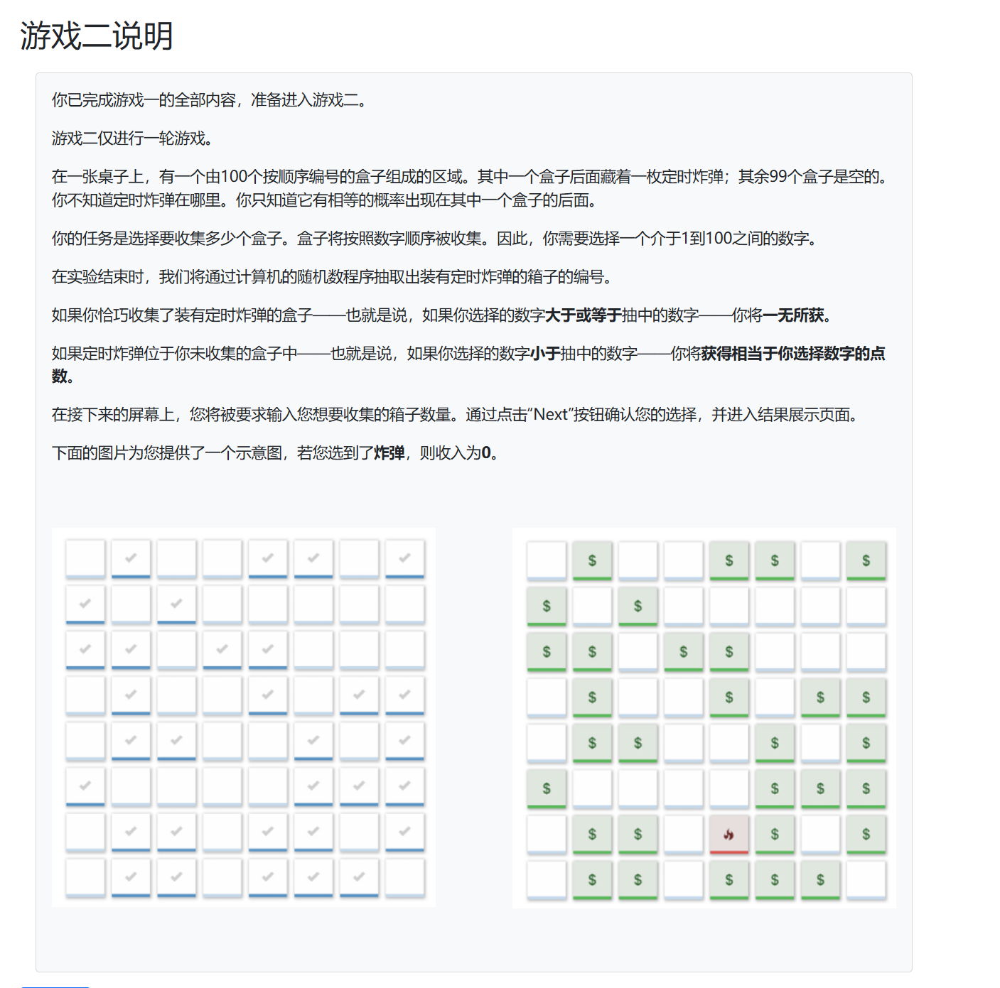 游戏二说明
你已完成游戏一的全部内容，准备进入游戏二。
游戏二仅进行一轮游戏。
在一张桌子上，有一个由100个按顺序编号的盒子组成的区域。其中一个盒子后面藏着一枚定时炸弹；其余99个盒子是空的。
你不知道定时炸弹在哪里。你只知道它有相等的概率出现在其中一个盒子的后面。
你的任务是选择要收集多少个盒子。盒子将按照数字顺序被收集。因此，你需要选择一个介于1到100之间的数字。
在实验结束时，我们将通过计算机的随机数程序抽取出装有定时炸弹的箱子的编号。
如果你恰巧收集了装有定时炸弹的盒子——也就是说，如果你选择的数字大于或等于抽中的数字——你将一无所获。
如果定时炸弹位于你未收集的盒子中——也就是说，如果你选择的数字小于抽中的数字——你将获得相当于你选择数字的点
数。
在接下来的屏幕上，您将被要求输入您想要收集的箱子数量。通过点击“Next”按钮确认您的选择，并进入结果展示页面。
下面的图片为您提供了一个示意图，若您选到了炸弹，则收入为0。
$ $ $ $
$ $
$ $ $ $
$ $ $ $
$ $ $ $
$ $ $ $
$ $ $ $
$ $ $ $ $